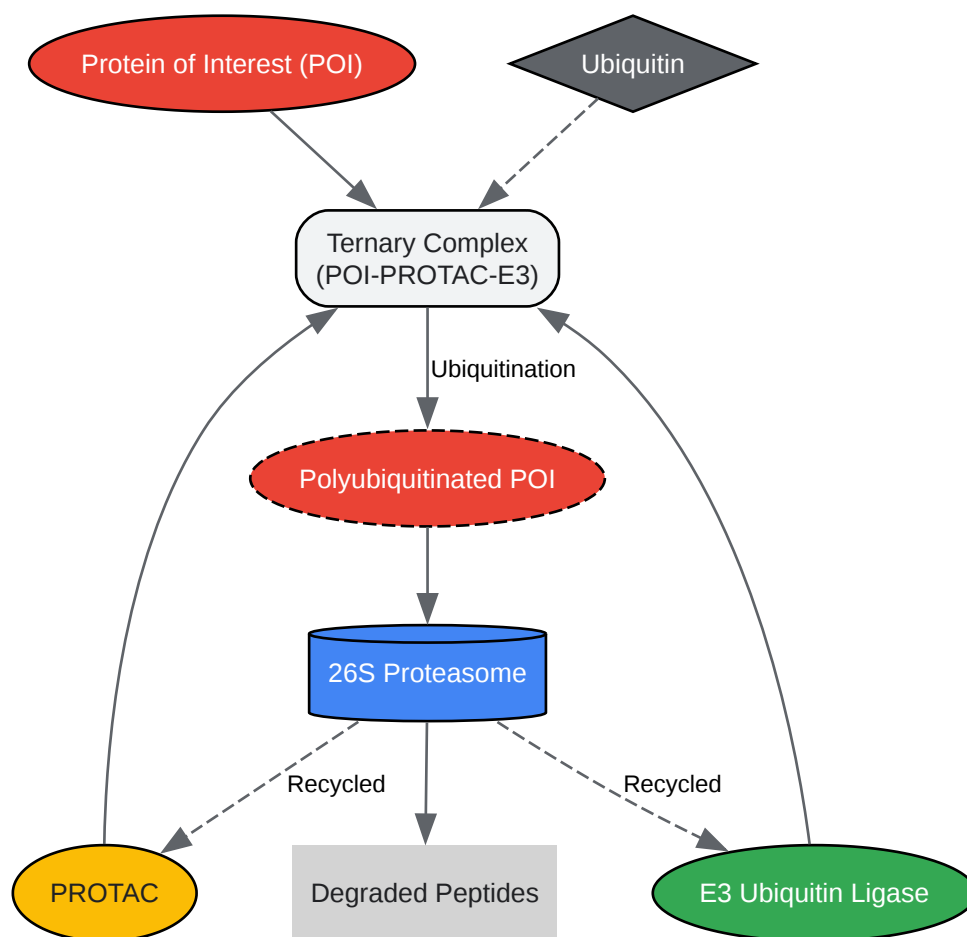 Protein of Interest (POI)
Ubiquitin
Ternary Complex
(POI-PROTAC-E3)
Ubiquitination
Polyubiquitinated POI
26S Proteasome
Recycled
Recycled
PROTAC
Degraded Peptides
E3 Ubiquitin Ligase